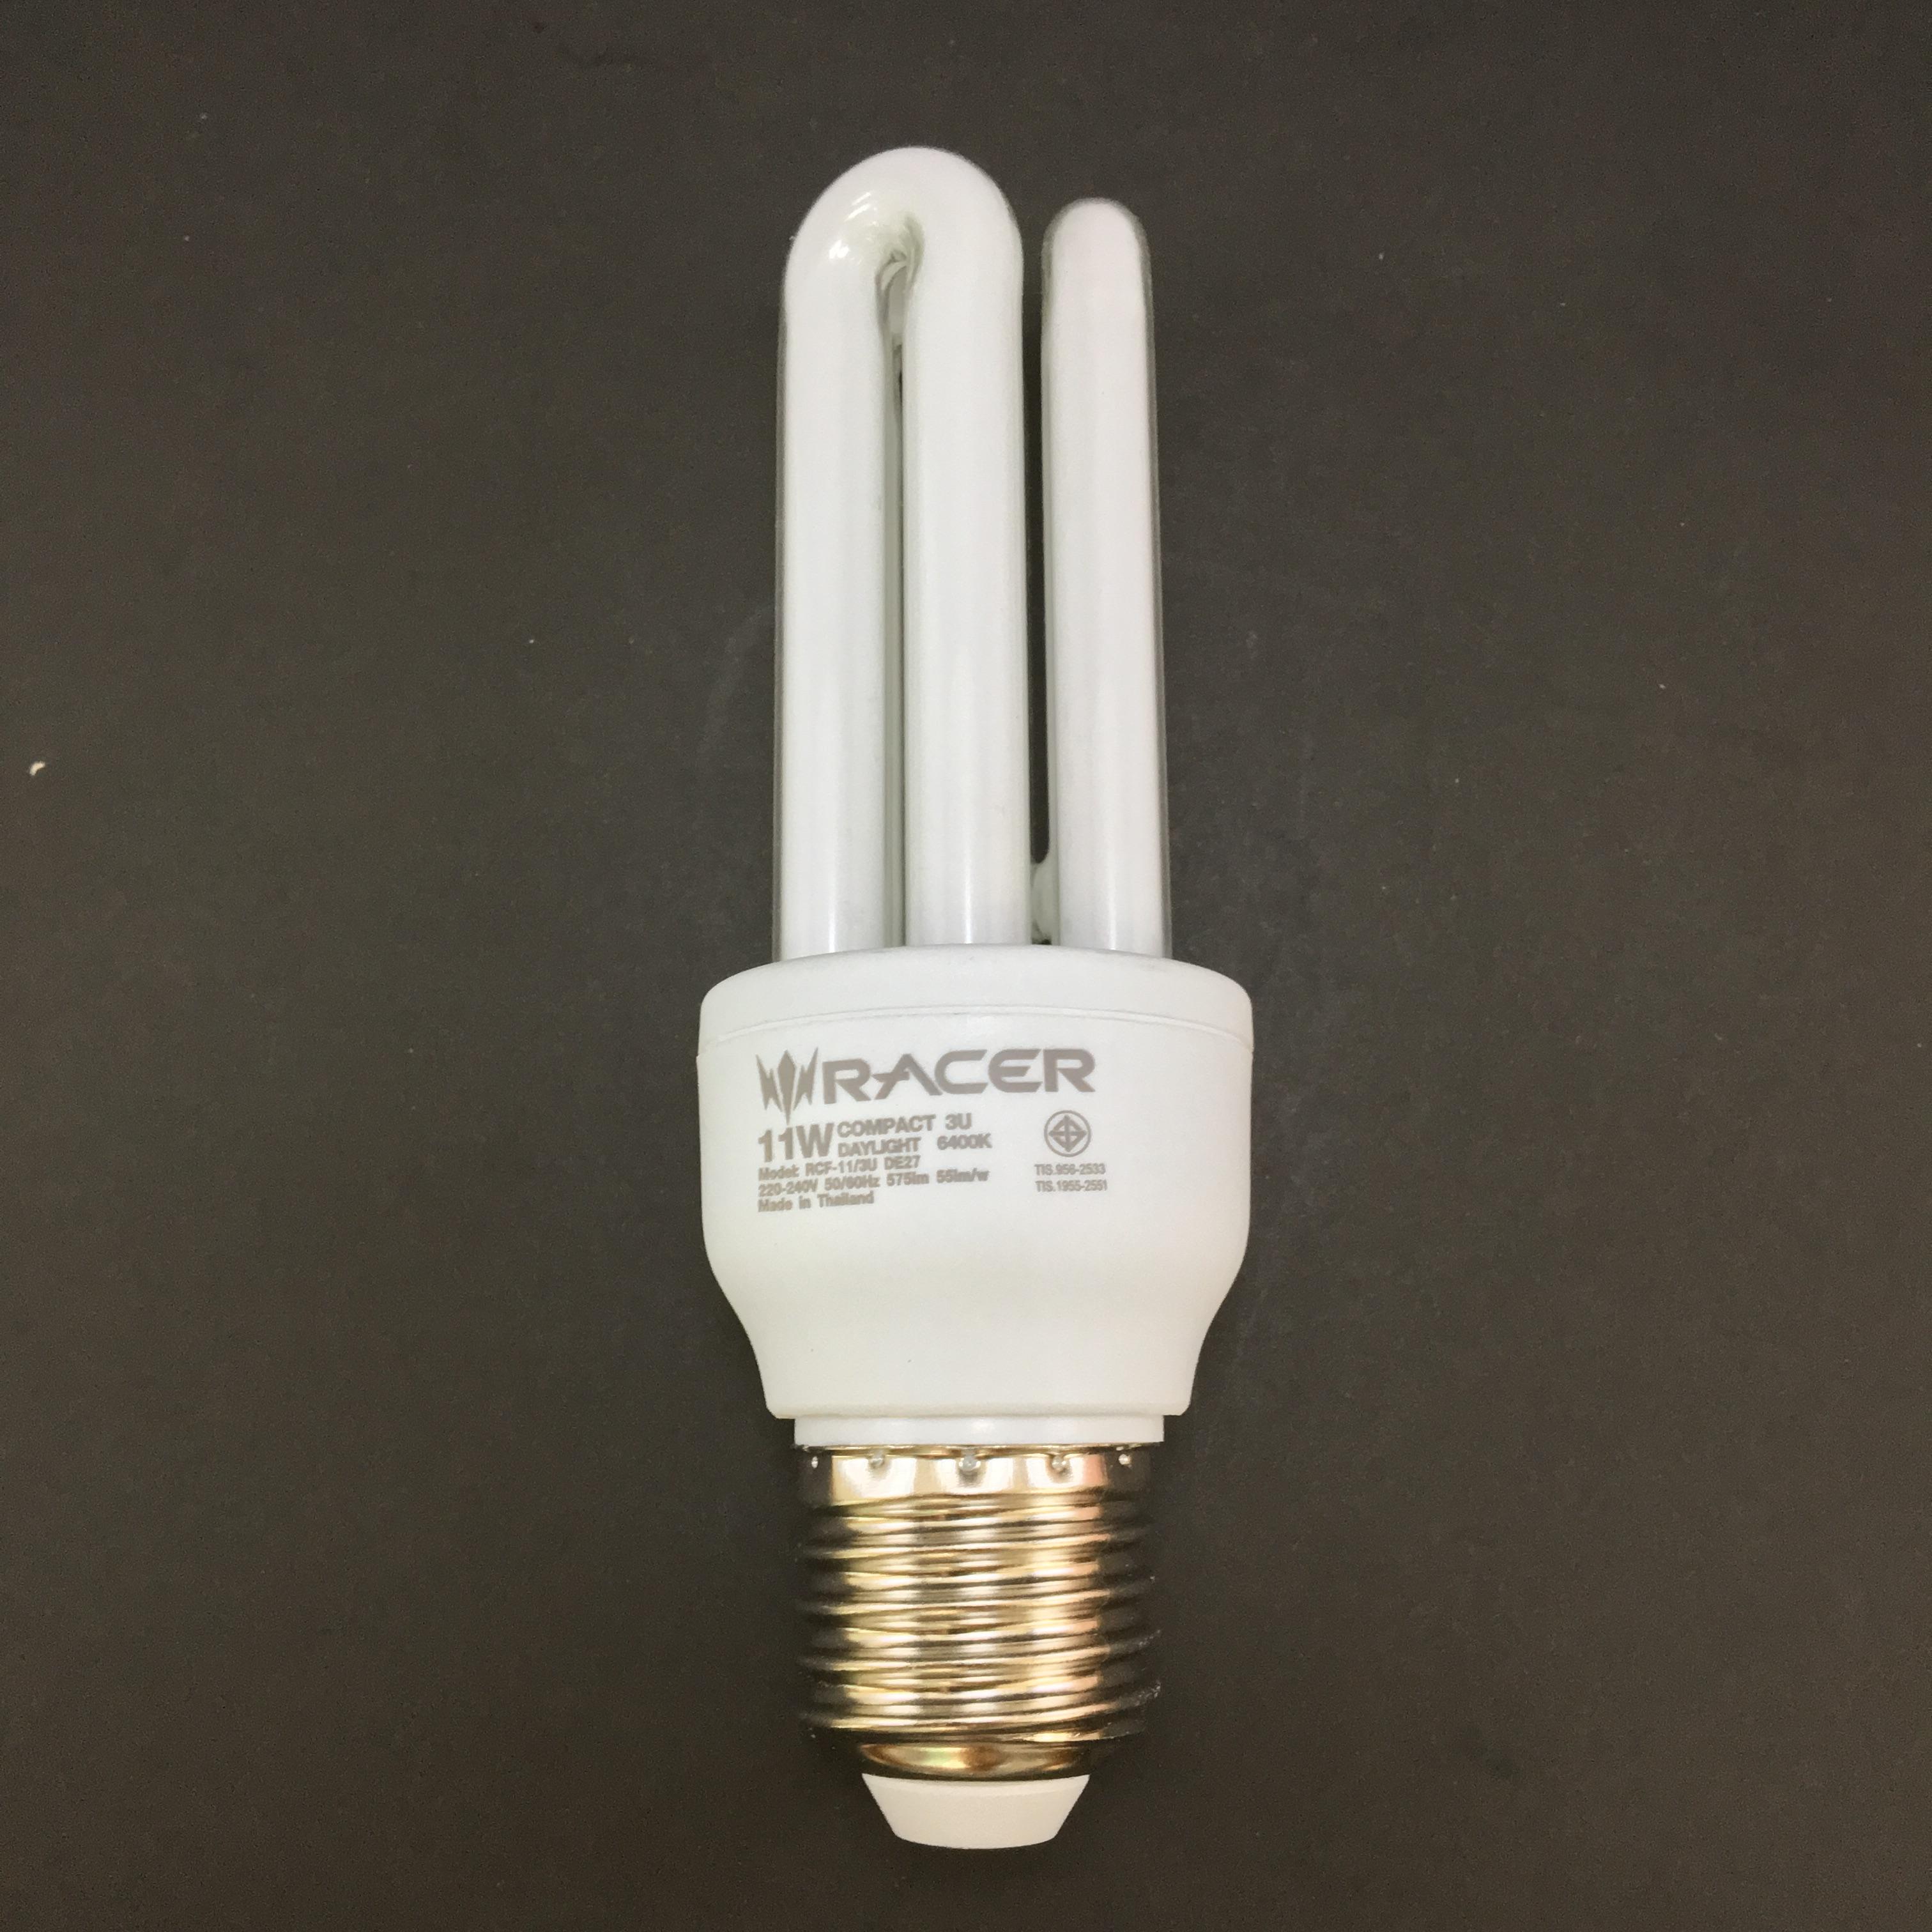 RACER
11W COMPACT 3U
DAYLIGHT 6400K
Model: RCF-11/3U DE27
220-240V 50/60Hz 575lm 55lm/w
Made in Thailand
TIS.956-2533
TIS.1955-2551